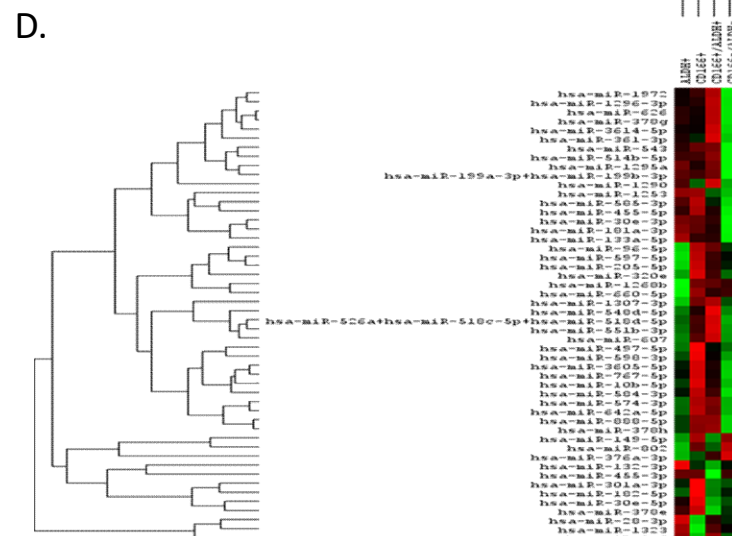 D.
ALDH+
CD166+
CD166+/ALDH+
hsa-miR-1972
hsa-miR-1296-3p
hsa-miR-626
hsa-miR-378g
hsa-miR-3614-5p
hsa-miR-361-3p
hsa-miR-543
hsa-miR-514b-5p
hsa-miR-1295a
hsa-miR-199a-3p+hsa-miR-199b-3p
hsa-miR-1290
hsa-miR-1253
hsa-miR-585-3p
hsa-miR-455-5p
hsa-miR-30e-3p
hsa-miR-181a-3p
hsa-miR-133a-5p
hsa-miR-96-5p
hsa-miR-597-5p
hsa-miR-205-5p
hsa-miR-320e
hsa-miR-1268b
hsa-miR-660-5p
hsa-miR-1307-3p
hsa-miR-548d-5p
hsa-miR-526a+hsa-miR-518c-5p+hsa-miR-518d-5p
hsa-miR-551b-3p
hsa-miR-607
hsa-miR-497-5p
hsa-miR-598-3p
hsa-miR-3605-5p
hsa-miR-767-5p
hsa-miR-10b-5p
hsa-miR-584-3p
hsa-miR-574-3p
hsa-miR-642a-5p
hsa-miR-888-5p
hsa-miR-378h
hsa-miR-149-5p
hsa-miR-802
hsa-miR-376a-3p
hsa-miR-132-3p
hsa-miR-455-3p
hsa-miR-301a-3p
hsa-miR-182-5p
hsa-miR-30e-5p
hsa-miR-378e
hsa-miR-28-3p
hsa-miR-1323